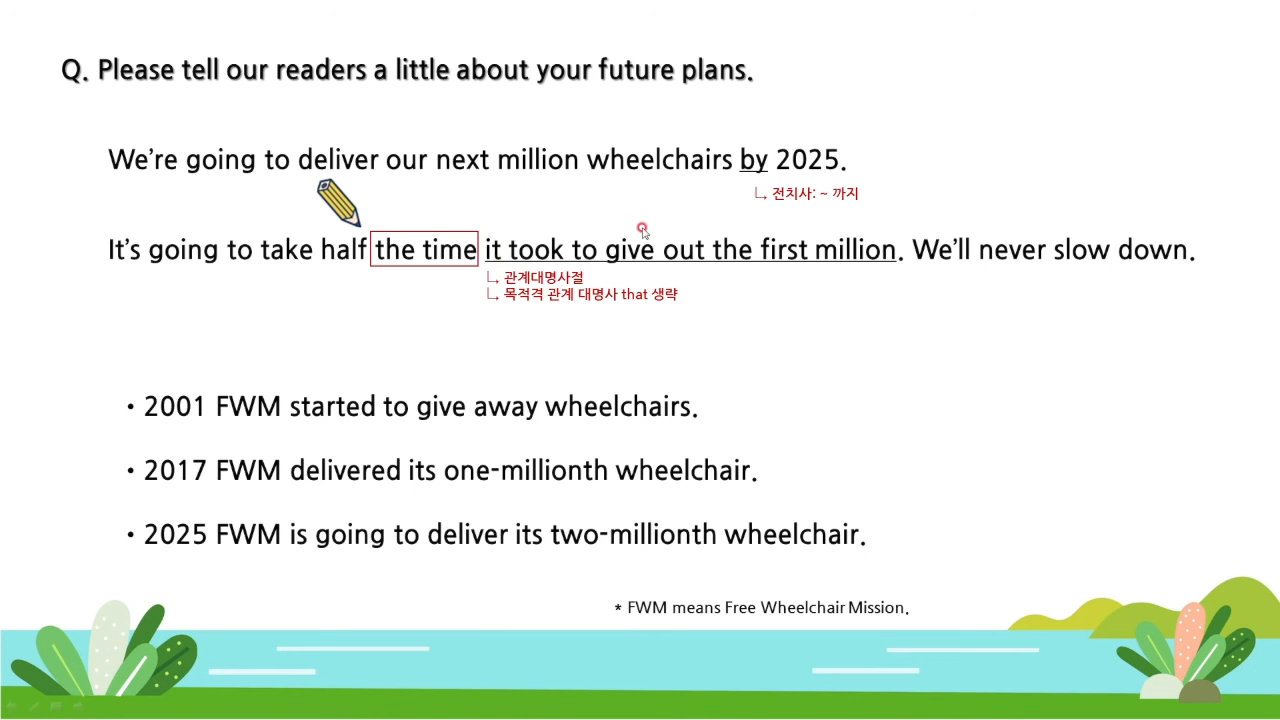 Q. Please tell our readers a little about your future plans.
We're going to deliver our next million wheelchairs by 2025.
전치사: ~ 까지
It's going to take half the time it took to give out the first million. We'll never slow down.
관계대명사절
목적격 관계 대명사 that 생략
• 2001 FWM started to give away wheelchairs.
• 2017 FWM delivered its one-millionth wheelchair.
• 2025 FWM is going to deliver its two-millionth wheelchair.
* FWM means Free Wheelchair Mission.